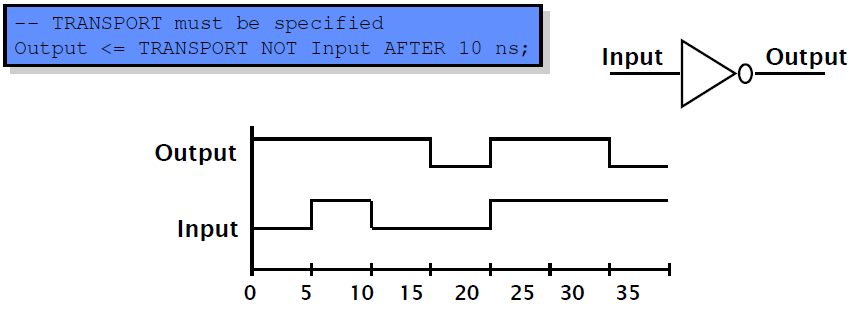 -- TRANSPORT must be specified
Output <= TRANSPORT NOT Input AFTER 10 ns;
Input Output
Output
Input
0 5 10 15 20 25 30 35